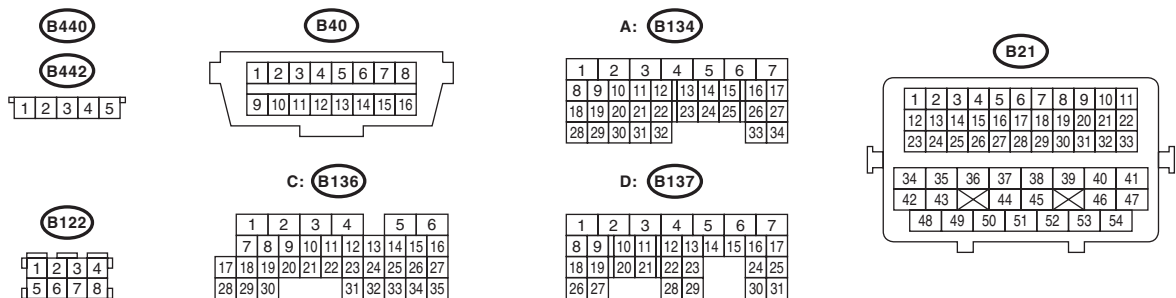 B440
B442
1 2 3 4 5
B122
1 2 3 4
5 6 7 8
B40
1 2 3 4 5 6 7 8
9 10 11 12 13 14 15 16
C: B136
1 2 3 4 5 6
7 8 9 10 11 12 13 14 15 16
17 18 19 20 21 22 23 24 25 26 27
28 29 30 31 32 33 34 35
A: B134
1 2 3 4 5 6 7
8 9 10 11 12 13 14 15 16 17
18 19 20 21 22 23 24 25 26 27
28 29 30 31 32 33 34
D: B137
1 2 3 4 5 6 7
8 9 10 11 12 13 14 15 16 17
18 19 20 21 22 23 24 25
26 27 28 29 30 31
B21
1 2 3 4 5 6 7 8 9 10 11
12 13 14 15 16 17 18 19 20 21 22
23 24 25 26 27 28 29 30 31 32 33
34 35 36 37 38 39 40 41
42 43 44 45 46 47
48 49 50 51 52 53 54